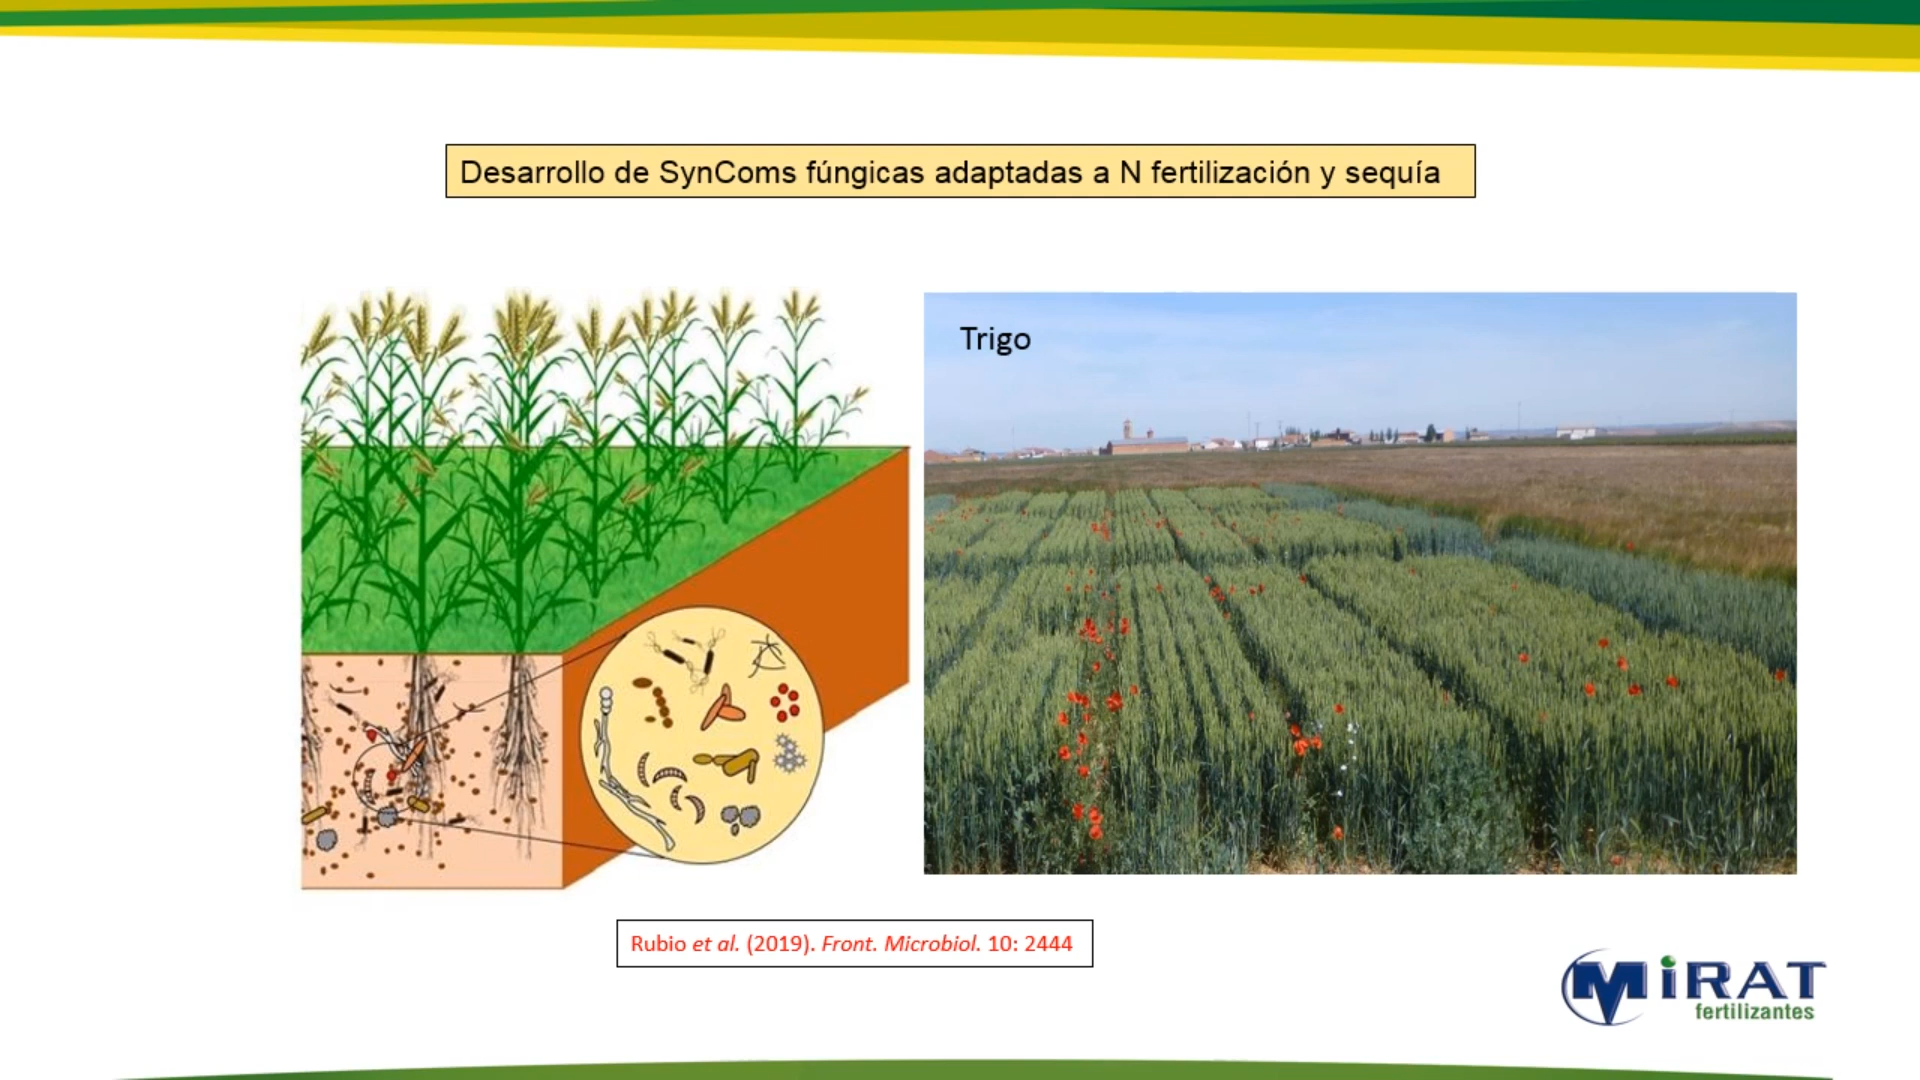 Desarrollo de SynComs fúngicas adaptadas a N fertilización y sequía
Trigo
Rubio et al. (2019). Front. Microbiol. 10: 2444
MiRAT
fertilizantes